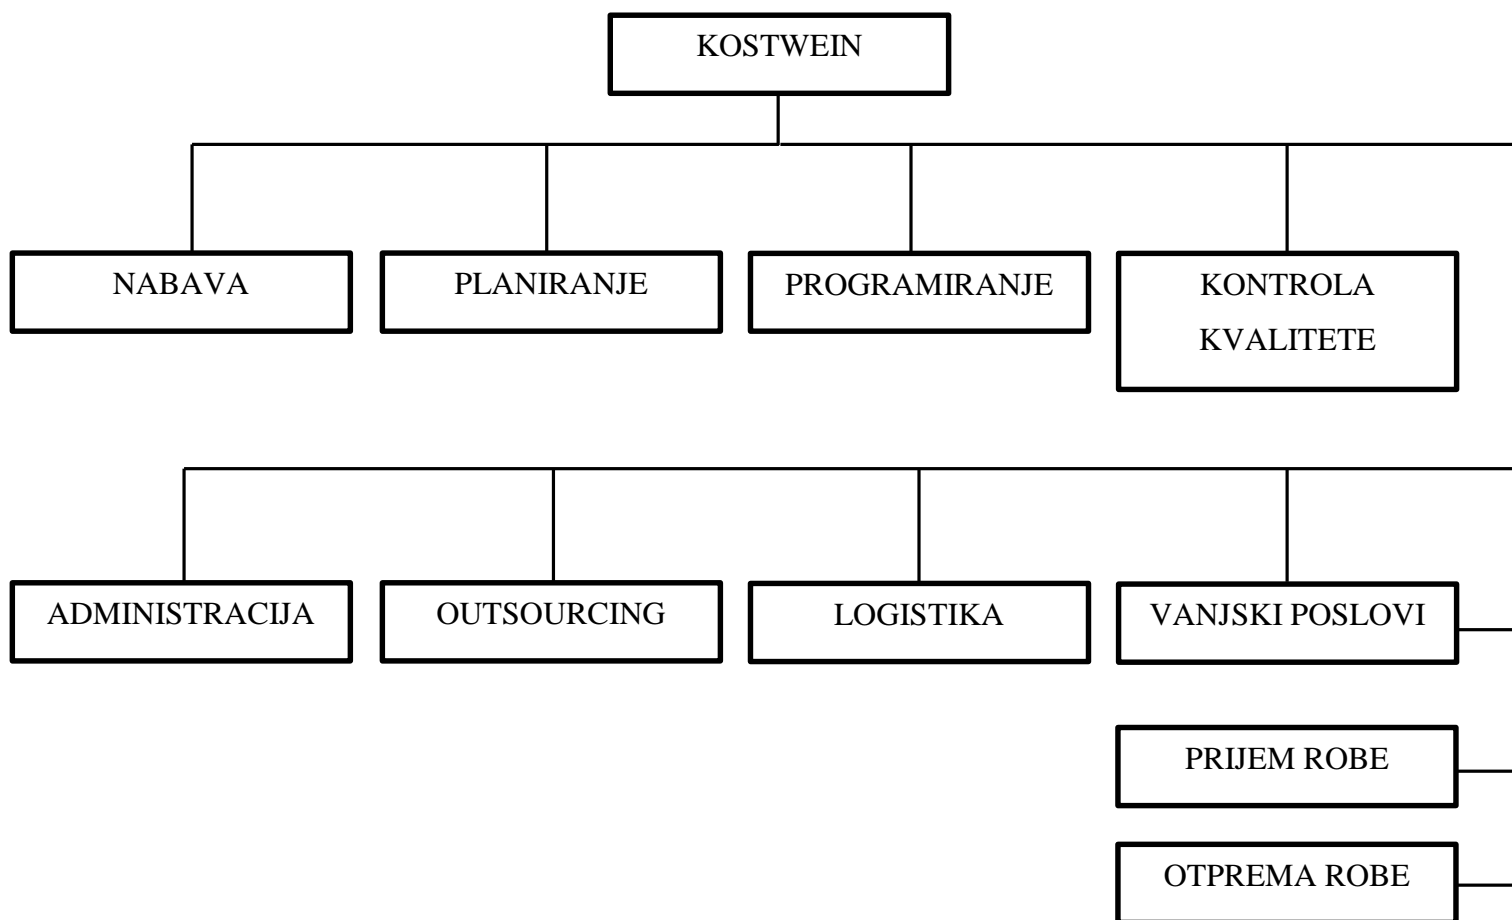 KOSTWEIN
NABAVA
PLANIRANJE
PROGRAMIRANJE
KONTROLA
KVALITETE
ADMINISTRACIJA
OUTSOURCING
LOGISTIKA
VANJSKI POSLOVI
PRIJEM ROBE
OTPREMA ROBE